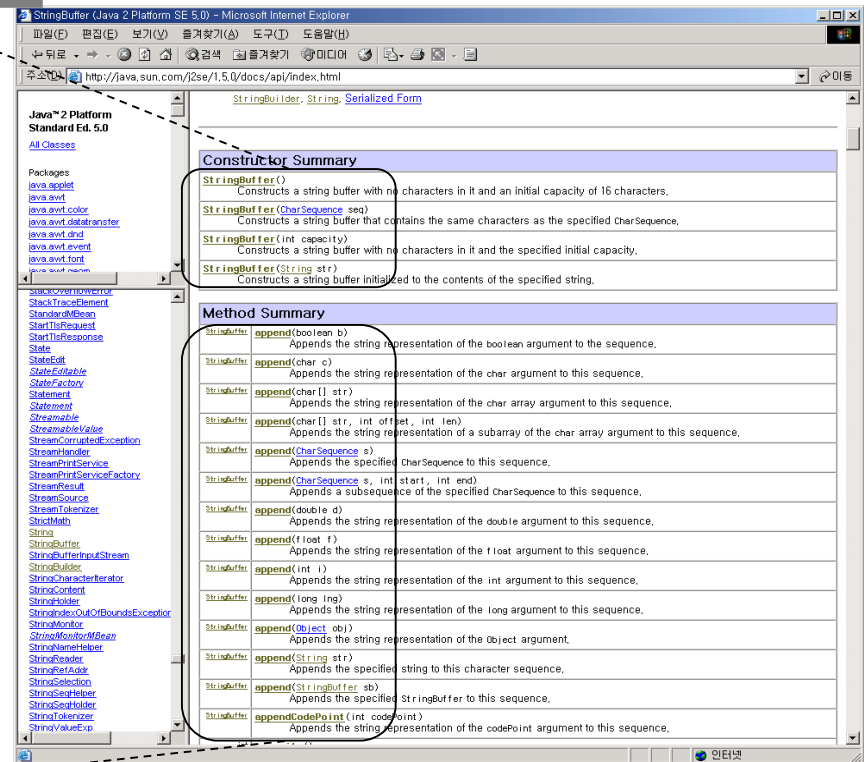 StringBuffer (Java 2 Platform SE 5.0) - Microsoft Internet Explorer
파일(F) 편집(E) 보기(V) 즐겨찾기(A) 도구(T) 도움말(H)
뒤로 검색 즐겨찾기 미디어
주소(D) http://java.sun.com/j2se/1.5.0/docs/api/index.html 이동
Java™ 2 Platform
Standard Ed. 5.0
All Classes
Packages
java.applet
java.awt
java.awt.color
java.awt.datatransfer
java.awt.dnd
java.awt.event
java.awt.font
java.awt.geom
StackOverflowError
StackTraceElement
StandardMBean
StartTlsRequest
StartTlsResponse
State
StateEdit
StateEditable
StateFactory
Statement
Statement
Streamable
StreamableValue
StreamCorruptedException
StreamHandler
StreamPrintService
StreamPrintServiceFactory
StreamResult
StreamSource
StreamTokenizer
StrictMath
String
StringBuffer
StringBufferInputStream
StringBuilder
StringCharacterIterator
StringContent
StringHolder
StringIndexOutOfBoundsException
StringMonitor
StringMonitorMBean
StringNameHelper
StringReader
StringRefAddr
StringSelection
StringSeqHelper
StringSeqHolder
StringTokenizer
StringValueExp
StringBuilder, String, Serialized Form
Constructor Summary
StringBuffer()
Constructs a string buffer with no characters in it and an initial capacity of 16 characters.
StringBuffer(CharSequence seq)
Constructs a string buffer that contains the same characters as the specified CharSequence.
StringBuffer(int capacity)
Constructs a string buffer with no characters in it and the specified initial capacity.
StringBuffer(String str)
Constructs a string buffer initialized to the contents of the specified string.
Method Summary
StringBuffer append(boolean b)
Appends the string representation of the boolean argument to the sequence.
StringBuffer append(char c)
Appends the string representation of the char argument to this sequence.
StringBuffer append(char[] str)
Appends the string representation of the char array argument to this sequence.
StringBuffer append(char[] str, int offset, int len)
Appends the string representation of a subarray of the char array argument to this sequence.
StringBuffer append(CharSequence s)
Appends the specified CharSequence to this sequence.
StringBuffer append(CharSequence s, int start, int end)
Appends a subsequence of the specified CharSequence to this sequence.
StringBuffer append(double d)
Appends the string representation of the double argument to this sequence.
StringBuffer append(float f)
Appends the string representation of the float argument to this sequence.
StringBuffer append(int i)
Appends the string representation of the int argument to this sequence.
StringBuffer append(long lng)
Appends the string representation of the long argument to this sequence.
StringBuffer append(Object obj)
Appends the string representation of the Object argument.
StringBuffer append(String str)
Appends the specified string to this character sequence.
StringBuffer append(StringBuffer sb)
Appends the specified StringBuffer to this sequence.
StringBuffer appendCodePoint(int codePoint)
Appends the string representation of the codePoint argument to this sequence.
인터넷